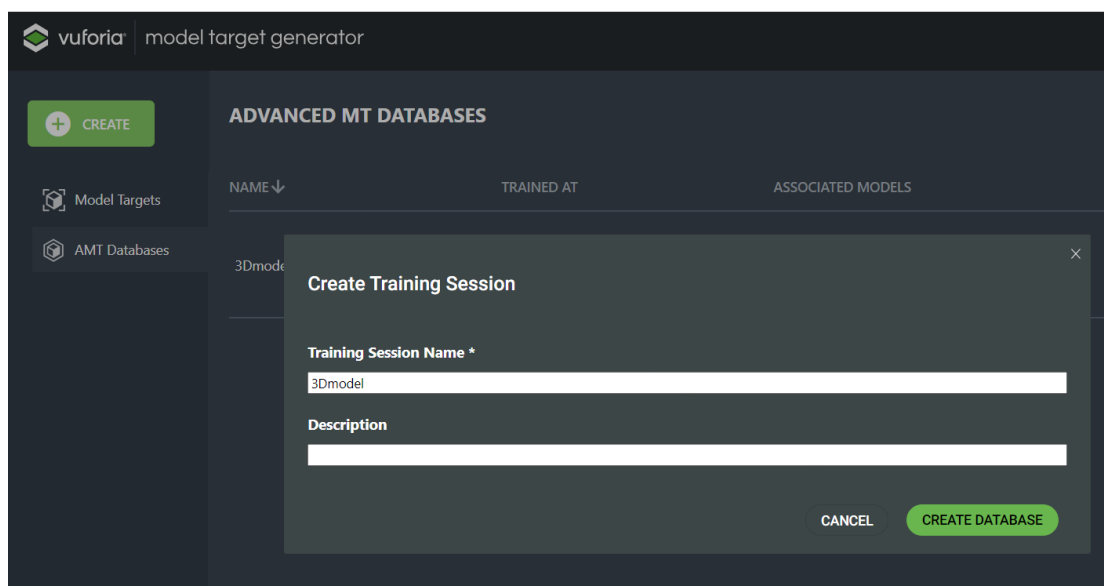 vuforia model target generator
CREATE
ADVANCED MT DATABASES
NAME TRAINED AT ASSOCIATED MODELS
Model Targets
AMT Databases
3Dmode
Create Training Session
Training Session Name *
3Dmodel
Description
CANCEL CREATE DATABASE